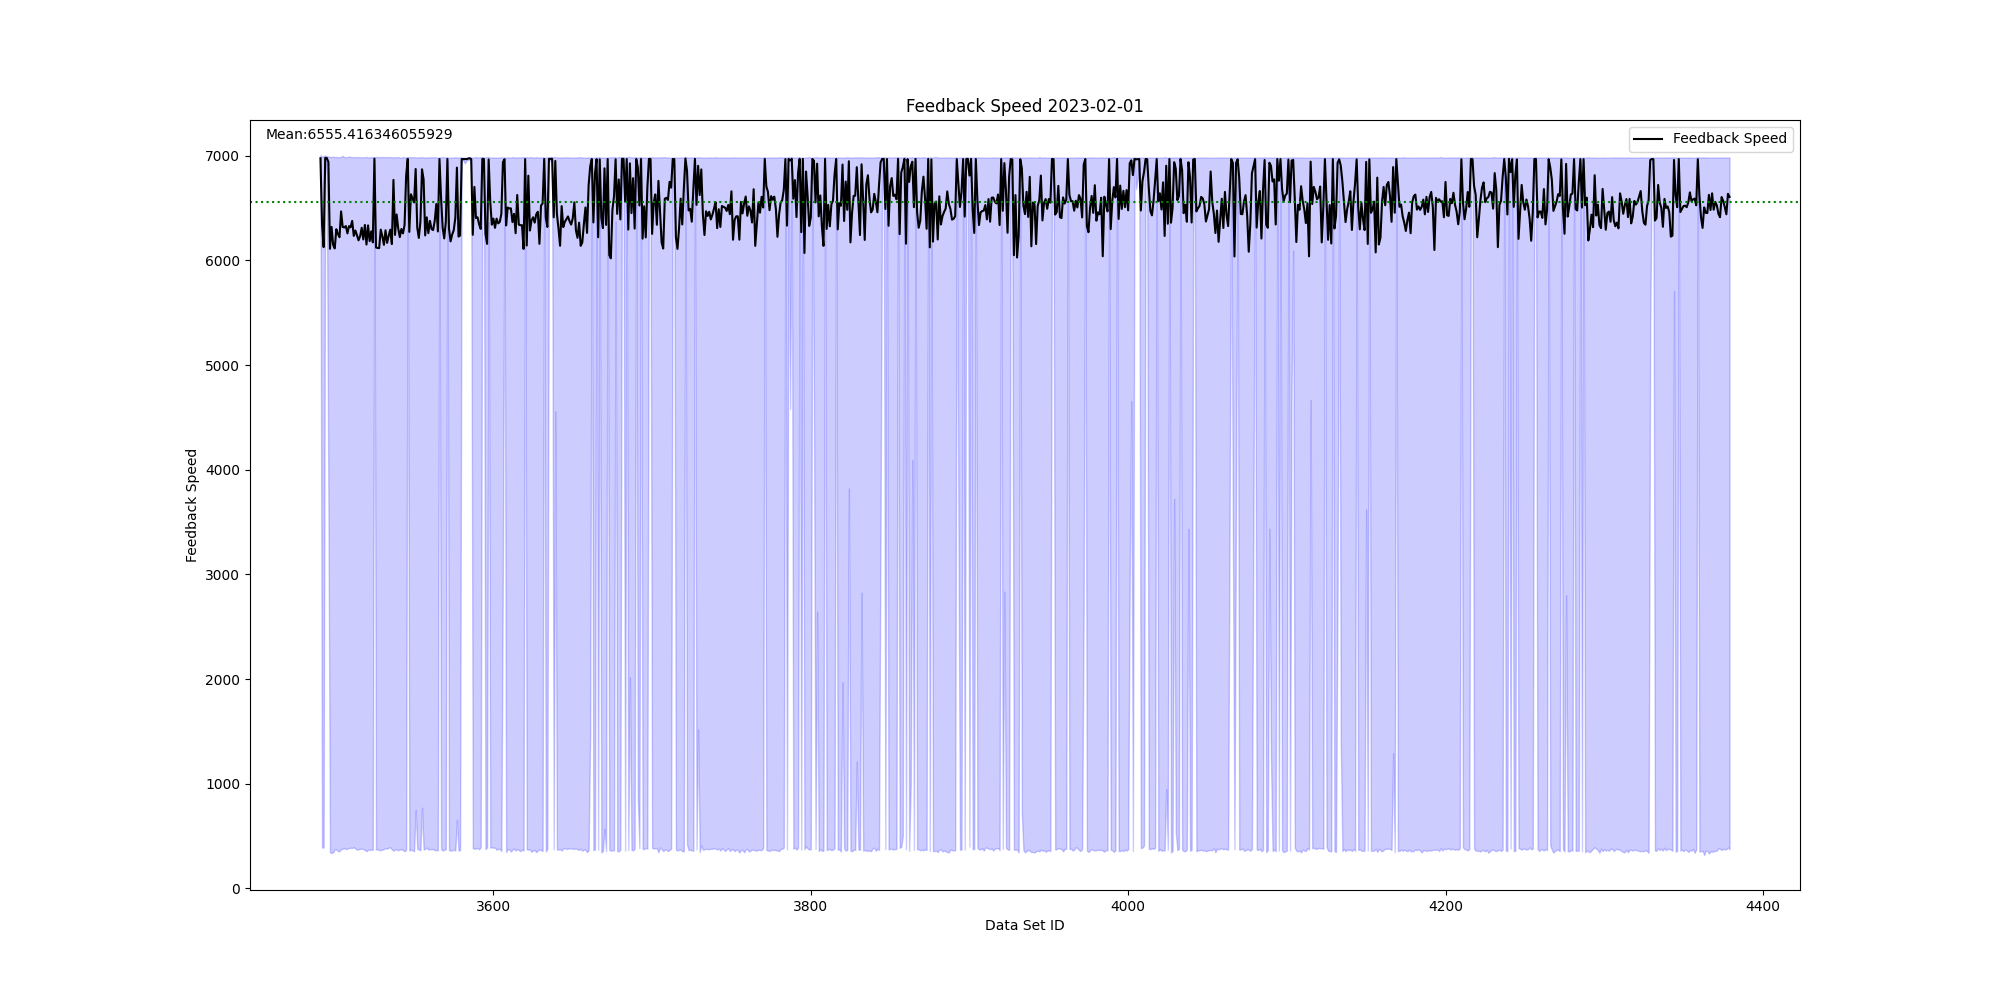 Feedback Speed 2023-02-01
Mean:6555.416346055929
Feedback Speed
7000
6000
5000
4000
3000
2000
1000
0
Feedback Speed
3600 3800 4000 4200 4400
Data Set ID